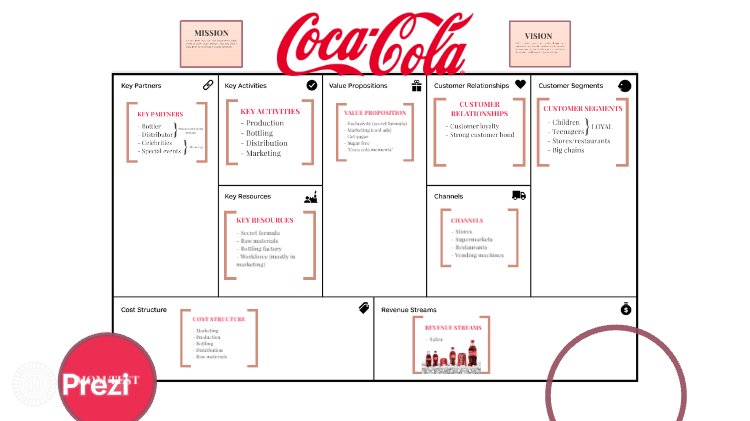 MISSION
Coca-Cola
VISION
Key Partners
KEY PARTNERS
- Bottler
- Distributor
- Celebrities
- Special events
Key Activities
KEY ACTIVITIES
- Production
- Bottling
- Distribution
- Marketing
Key Resources
KEY RESOURCES
- Secret formula
- Raw materials
- Bottling factory
- Workforce (mostly in
marketing)
Value Propositions
VALUE PROPOSITION
- Exclusivity (secret formula)
- Marketing (cool ads)
- Sugar free
"Coca cola moments"
Customer Relationships
CUSTOMER
RELATIONSHIPS
- Customer loyalty
- Strong customer bond
Channels
CHANNELS
- Stores
- Supermarkets
- Restaurants
- Vending machines
Customer Segments
CUSTOMER SEGMENTS
- Children
- Teenagers
LOYAL
- Stores/restaurants
- Big chains
Cost Structure
COST STRUCTURE
- Marketing
- Production
- Bottling
- Distribution
- Raw materials
Revenue Streams
REVENUE STREAMS
- Sales
Prezi